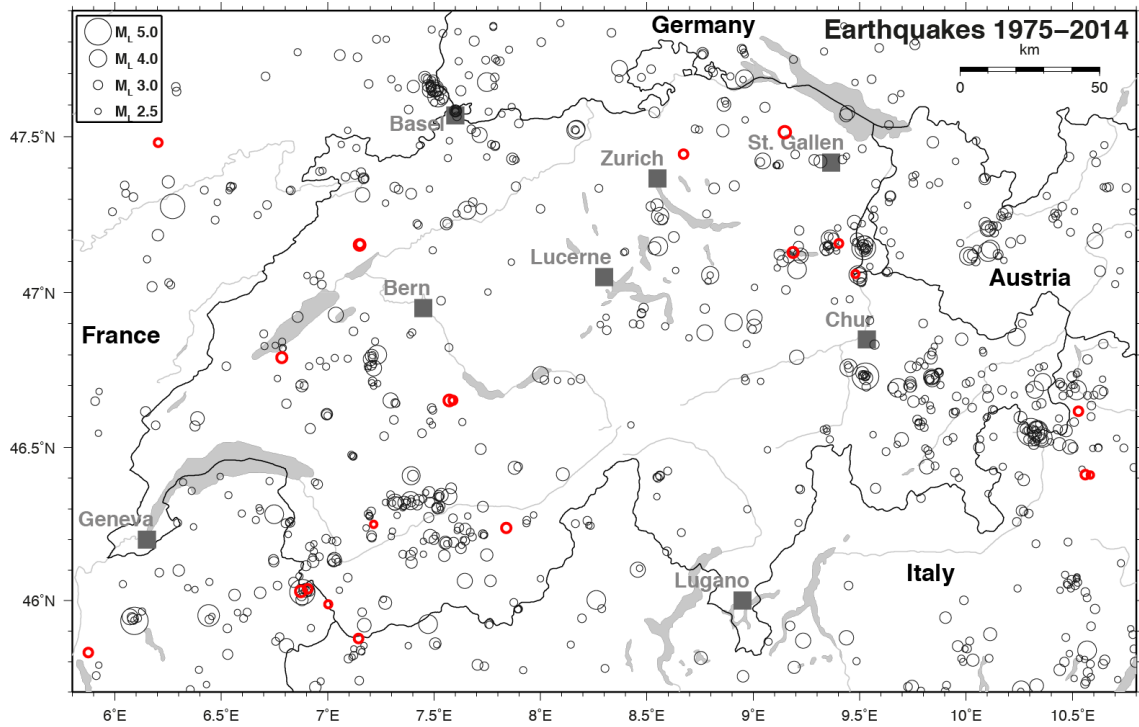 Germany
Earthquakes 1975–2014
km
0 50
M_L 5.0
M_L 4.0
M_L 3.0
M_L 2.5
Basel
Zurich
St. Gallen
Lucerne
Bern
Austria
France
Chur
Geneva
Lugano
Italy
47.5˚N
47˚N
46.5˚N
46˚N
6˚E 6.5˚E 7˚E 7.5˚E 8˚E 8.5˚E 9˚E 9.5˚E 10˚E 10.5˚E